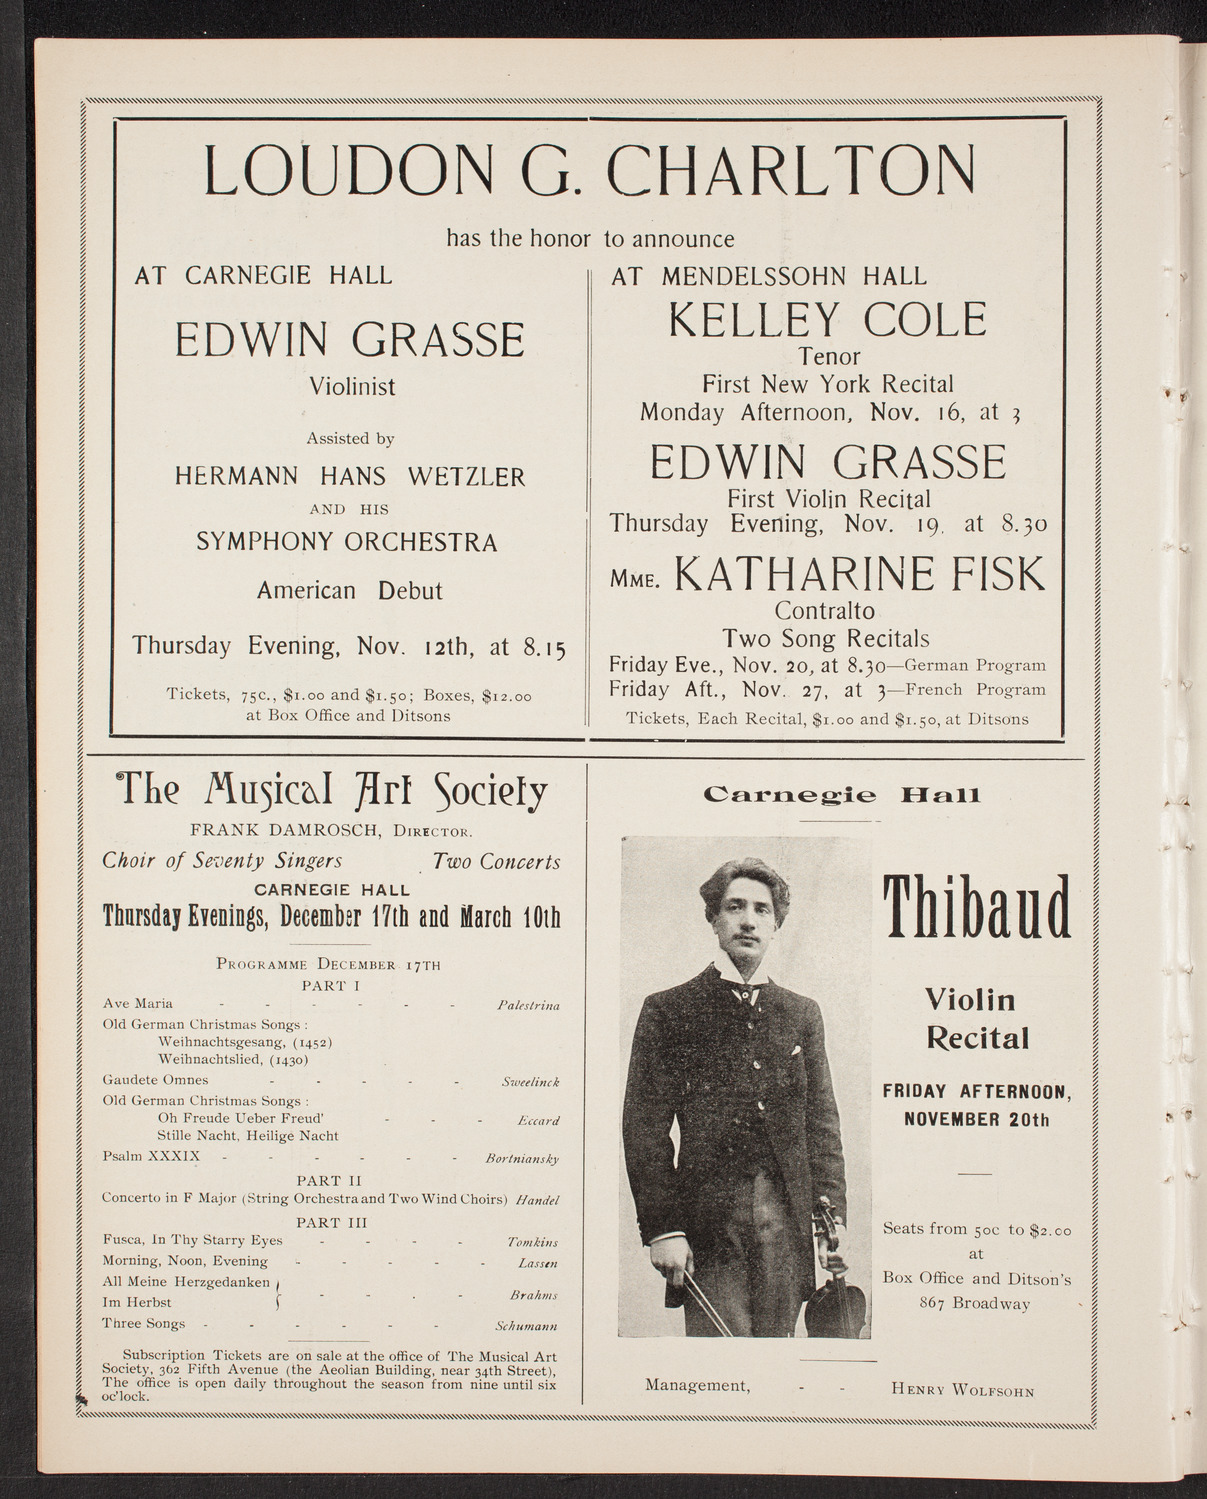 LOUDON G. CHARLTON
has the honor to announce
AT CARNEGIE HALL
EDWIN GRASSE
Violinist
Assisted by
HERMANN HANS WETZLER
AND HIS
SYMPHONY ORCHESTRA
American Debut
Thursday Evening, Nov. 12th, at 8.15
Tickets, 75c., $1.00 and $1.50; Boxes, $12.00
at Box Office and Ditsons
AT MENDELSSOHN HALL
KELLEY COLE
Tenor
First New York Recital
Monday Afternoon, Nov. 16, at 3
EDWIN GRASSE
First Violin Recital
Thursday Evening, Nov. 19. at 8.30
MME. KATHARINE FISK
Contralto
Two Song Recitals
Friday Eve., Nov. 20, at 8.30—German Program
Friday Aft., Nov. 27, at 3—French Program
Tickets, Each Recital, $1.00 and $1.50, at Ditsons
The Musical Art Society
FRANK DAMROSCH, DIRECTOR.
Choir of Seventy Singers Two Concerts
CARNEGIE HALL
Thursday Evenings, December 17th and March 10th
PROGRAMME DECEMBER 17TH
PART I
Ave Maria - - - - - - Palestrina
Old German Christmas Songs :
Weihnachtsgesang, (1452)
Weihnachtslied, (1430)
Gaudete Omnes - - - - - Sweelinck
Old German Christmas Songs :
Oh Freude Ueber Freud' - - - Eccard
Stille Nacht, Heilige Nacht
Psalm XXXIX - - - - - - Bortniansky
PART II
Concerto in F Major (String Orchestra and Two Wind Choirs) Handel
PART III
Fusca, In Thy Starry Eyes - - - - Tomkins
Morning, Noon, Evening - - - - - Lassen
All Meine Herzgedanken
Im Herbst - - - - Brahms
Three Songs - - - - - - Schumann
Subscription Tickets are on sale at the office of The Musical Art
Society, 362 Fifth Avenue (the Aeolian Building, near 34th Street),
The office is open daily throughout the season from nine until six
oc'lock.
Carnegie Hall
Thibaud
Violin
Recital
FRIDAY AFTERNOON,
NOVEMBER 20th
Seats from 50c to $2.00
at
Box Office and Ditson's
867 Broadway
Management, - - HENRY WOLFSOHN